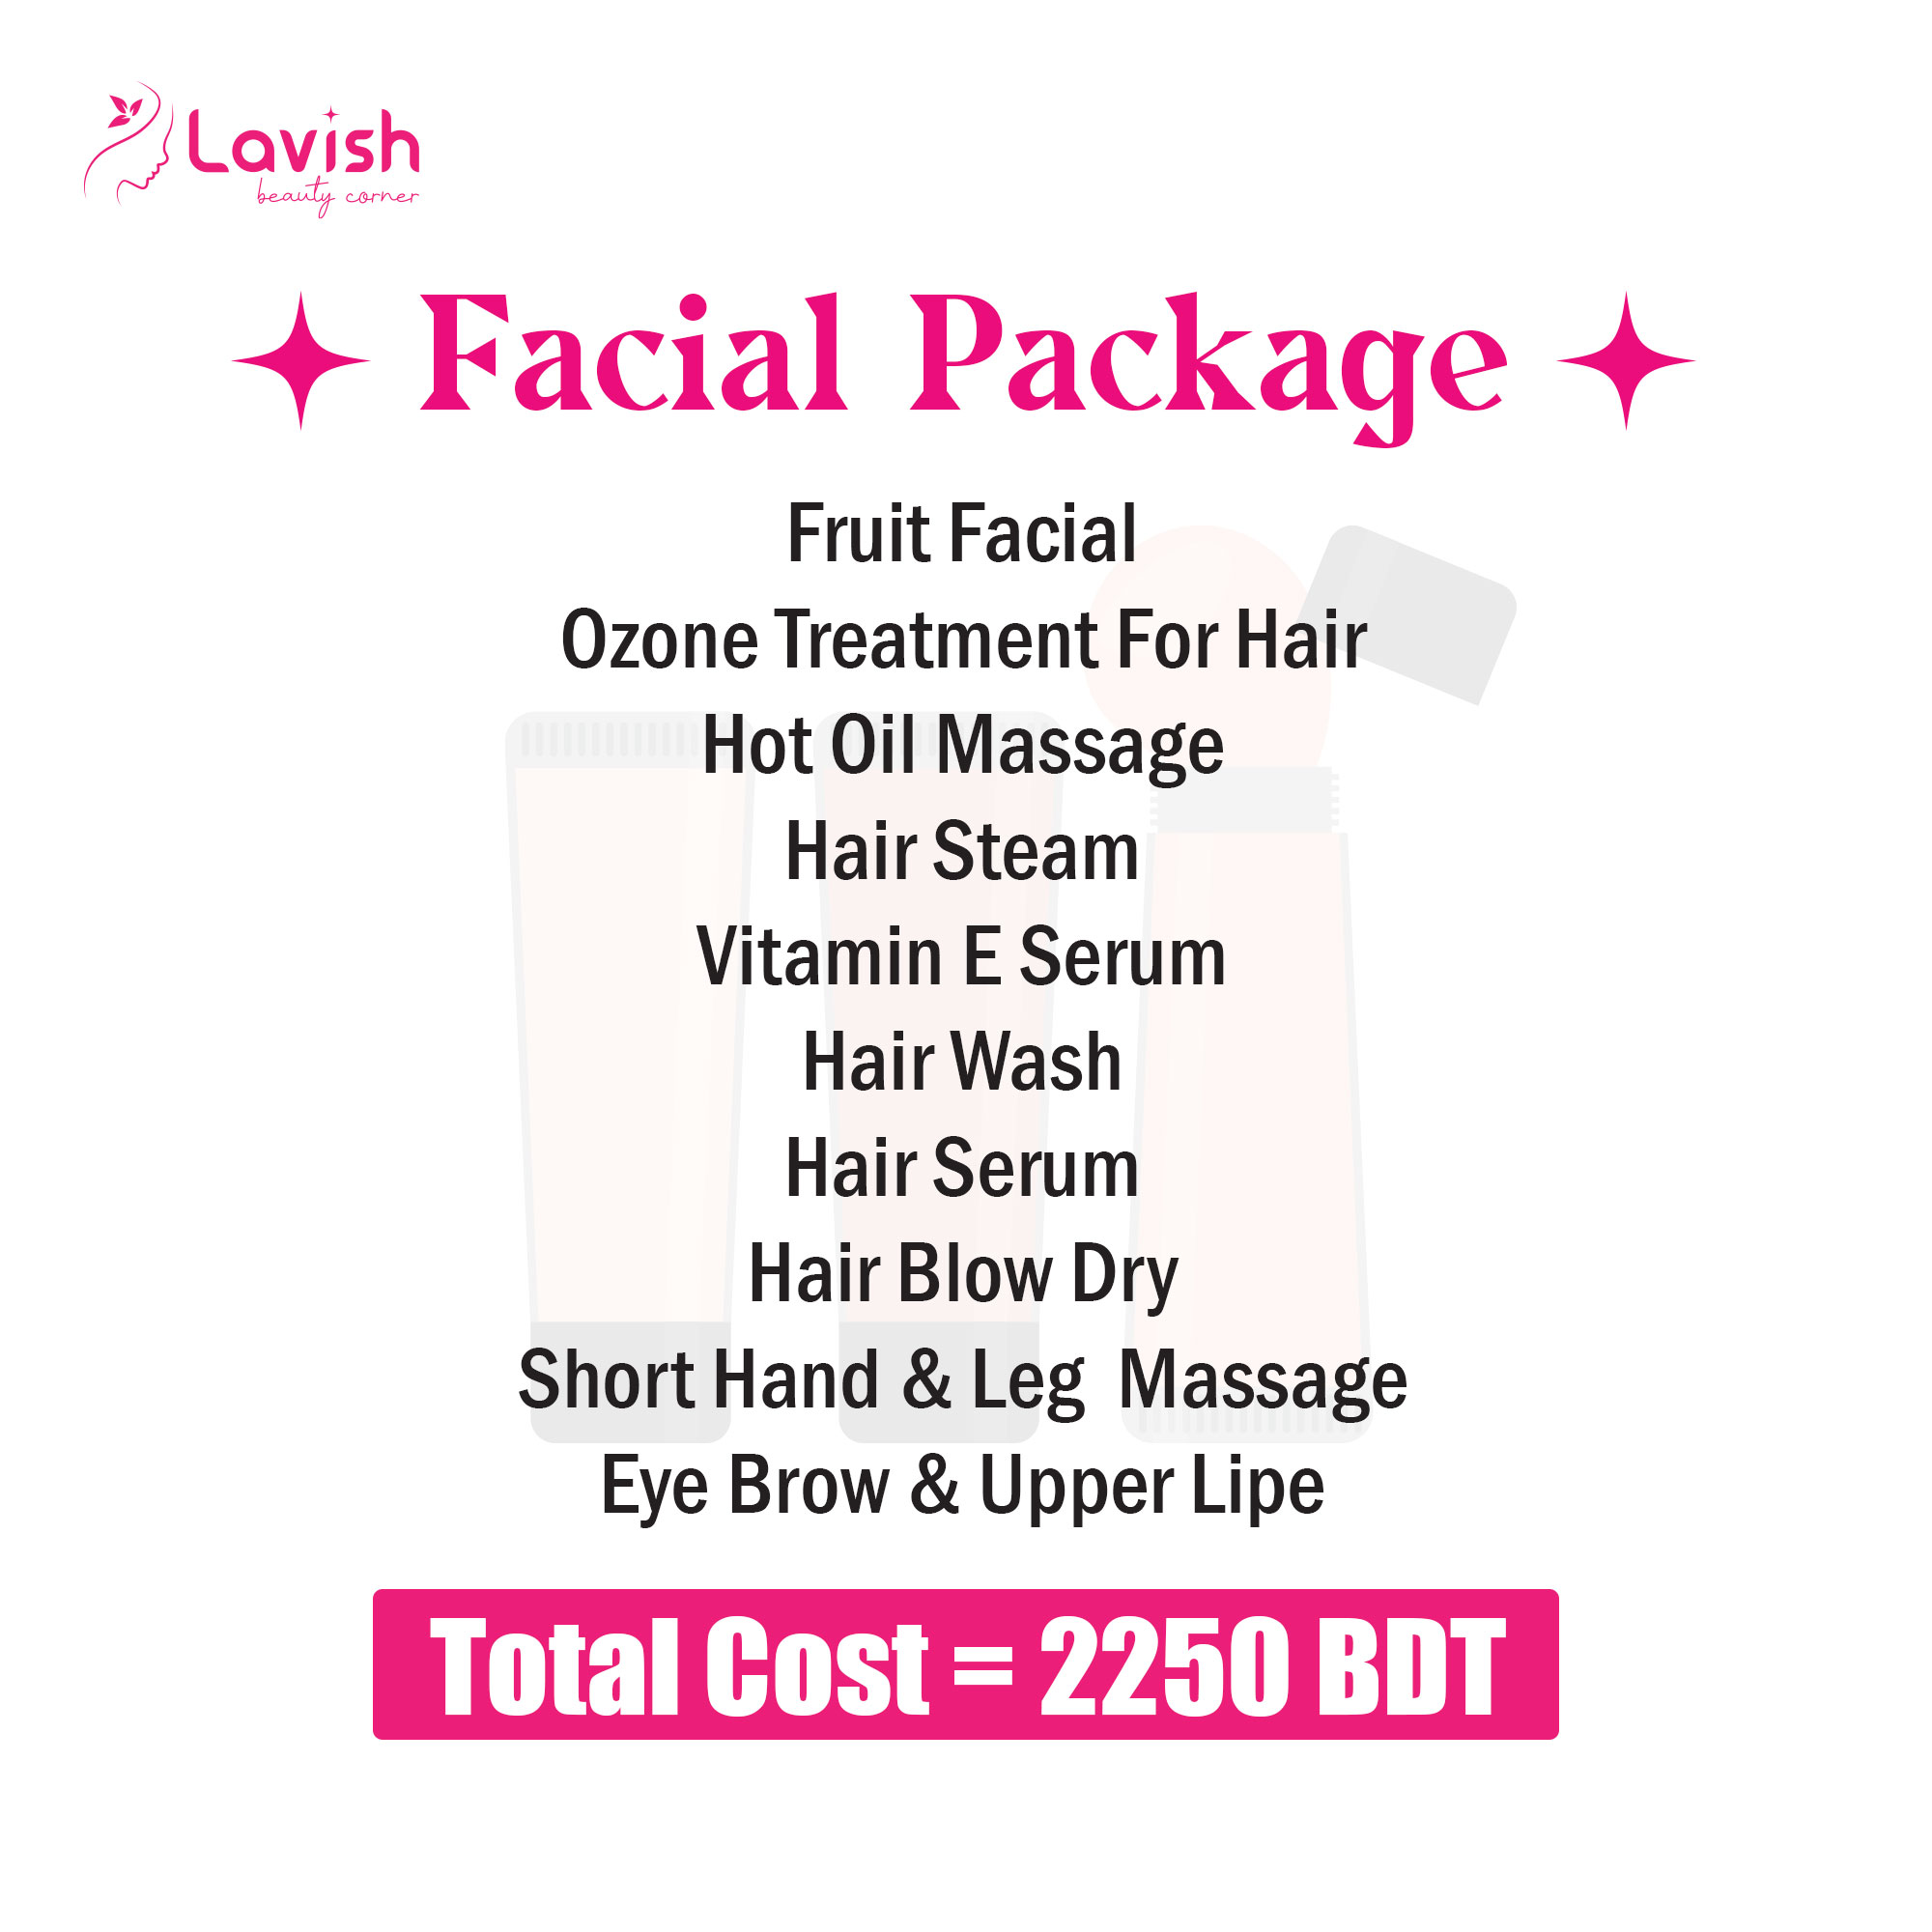 Lavish
beauty corner
Facial Package
Fruit Facial
Ozone Treatment For Hair
Hot Oil Massage
Hair Steam
Vitamin E Serum
Hair Wash
Hair Serum
Hair Blow Dry
Short Hand & Leg Massage
Eye Brow & Upper Lipe
Total Cost = 2250 BDT